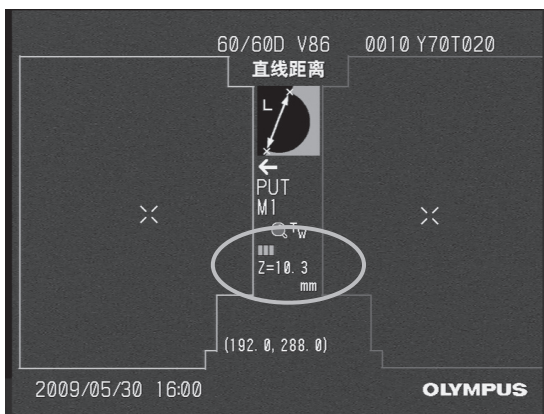 60/60D V86 0010 Y70T020
直线距离
L
←
PUT
M1
TW
Z=10.3
mm
(192.0, 288.0)
2009/05/30 16:00 OLYMPUS